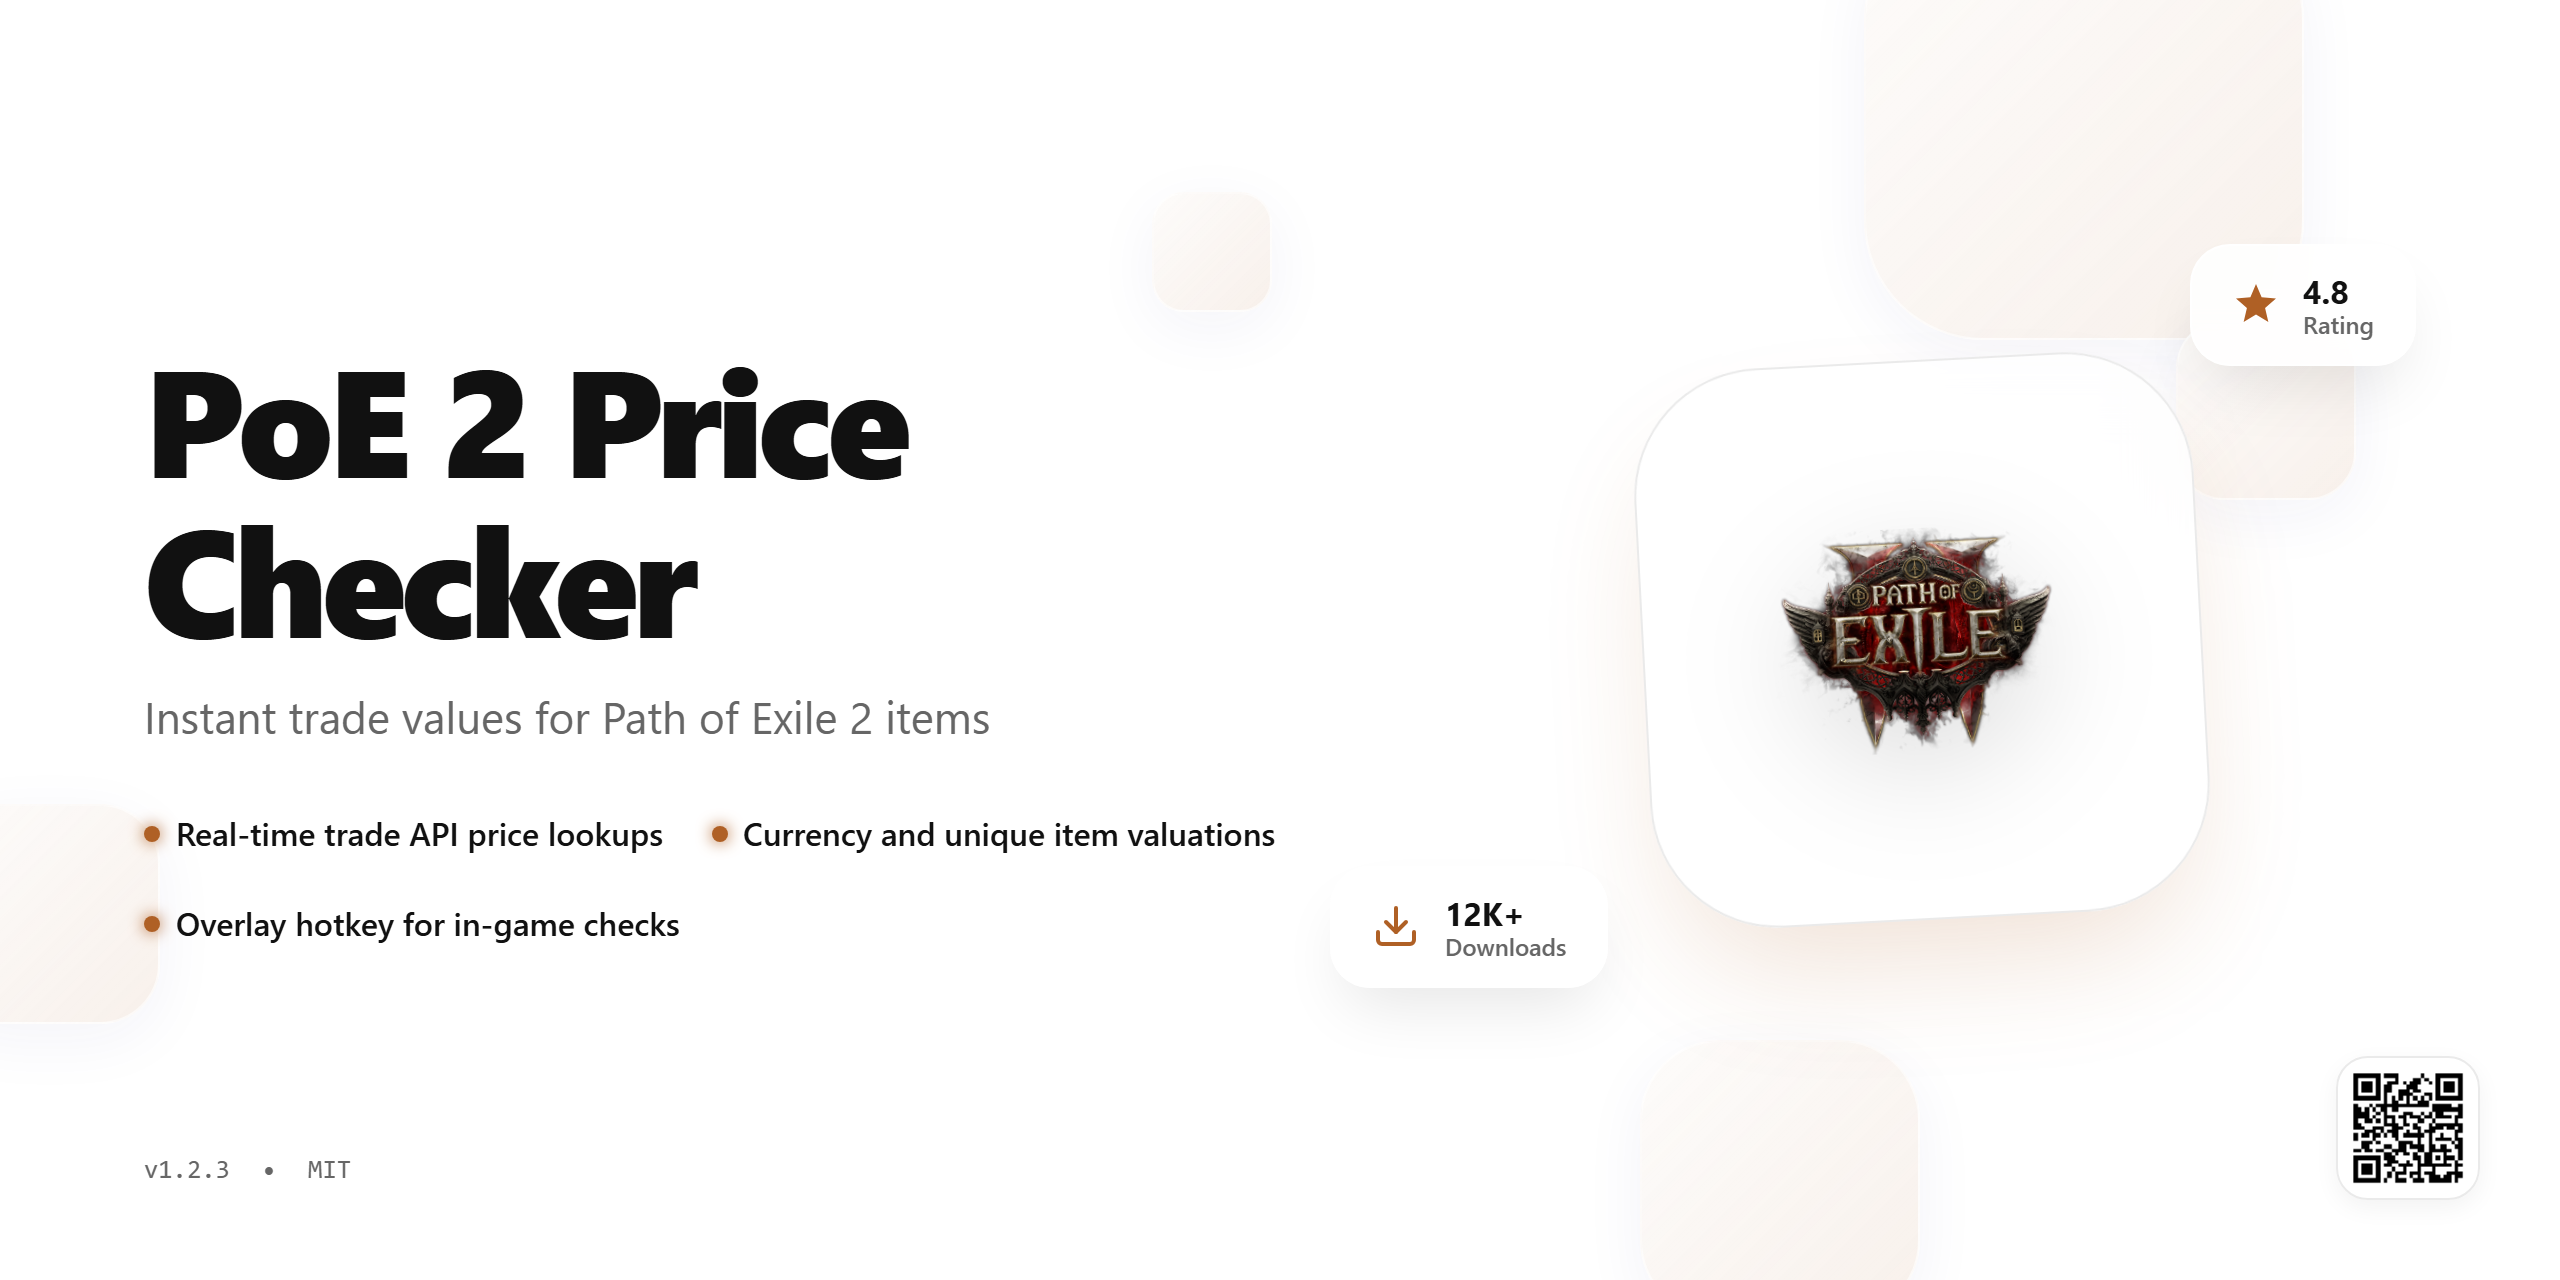 PoE 2 Price
Checker
Instant trade values for Path of Exile 2 items
Real-time trade API price lookups
Currency and unique item valuations
Overlay hotkey for in-game checks
v1.2.3 • MIT
4.8
Rating
PATH OF
EXILE
12K+
Downloads